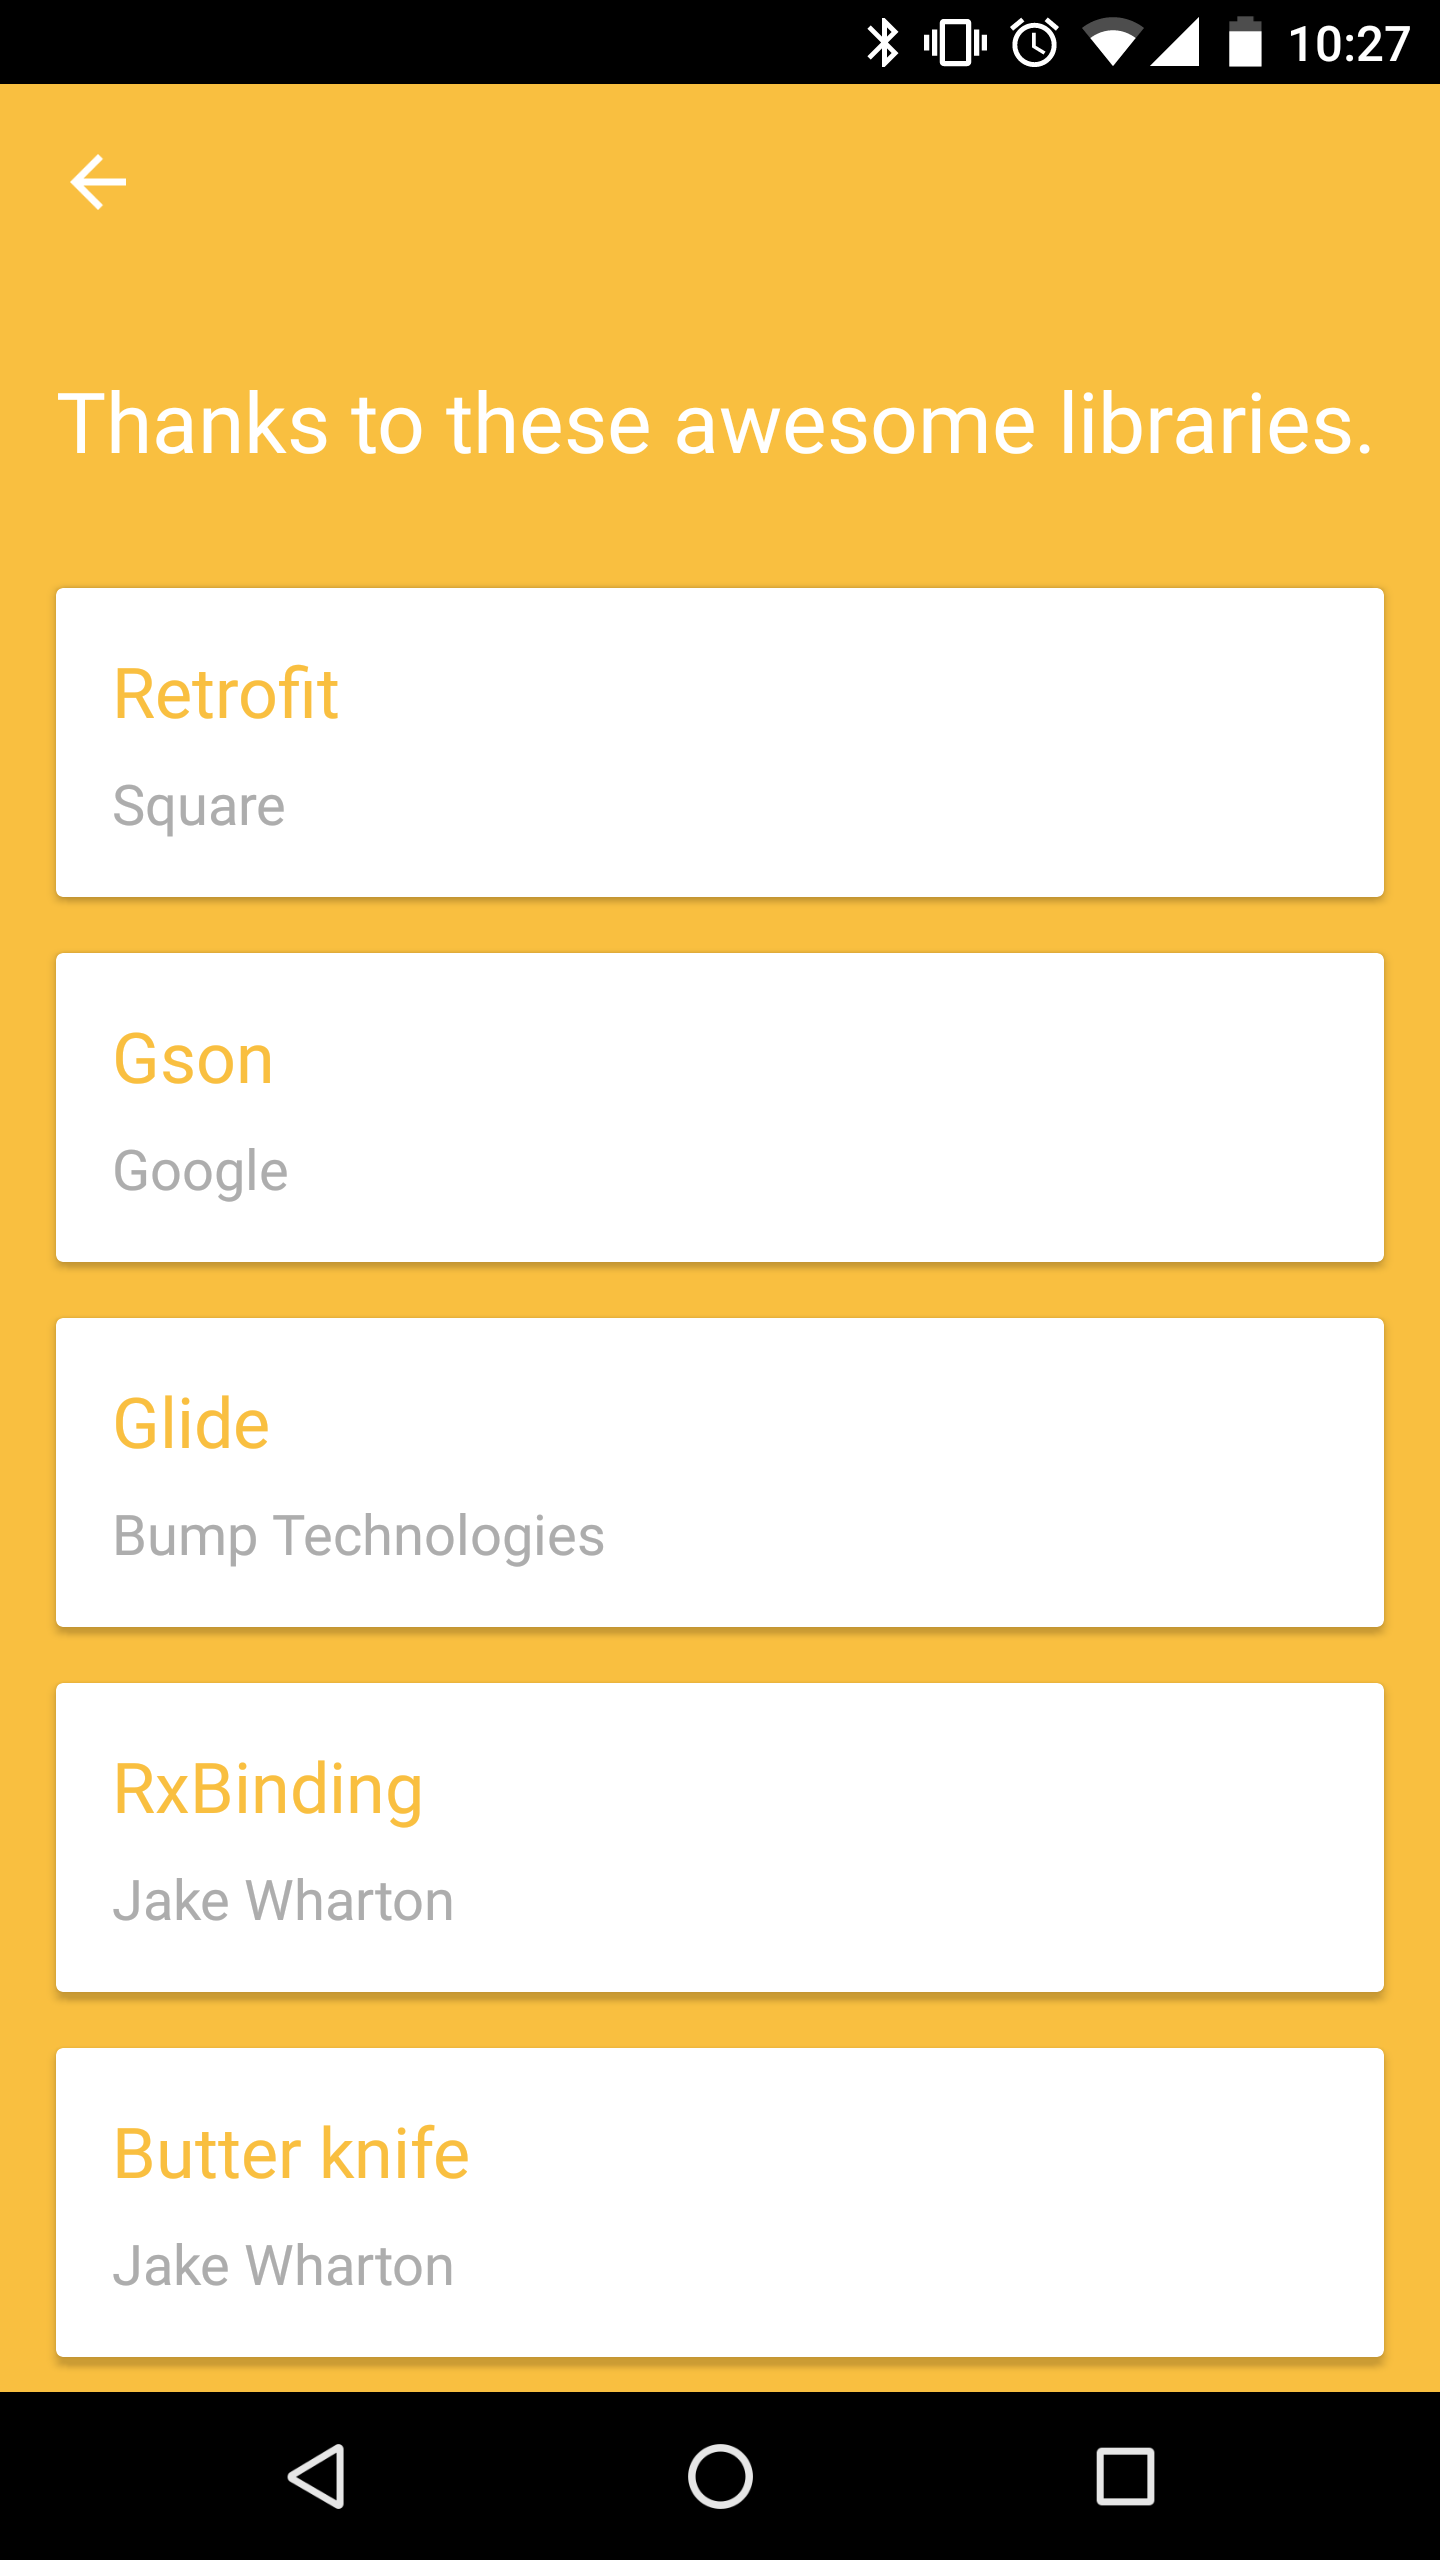 10:27
Thanks to these awesome libraries.
Retrofit
Square
Gson
Google
Glide
Bump Technologies
RxBinding
Jake Wharton
Butter knife
Jake Wharton